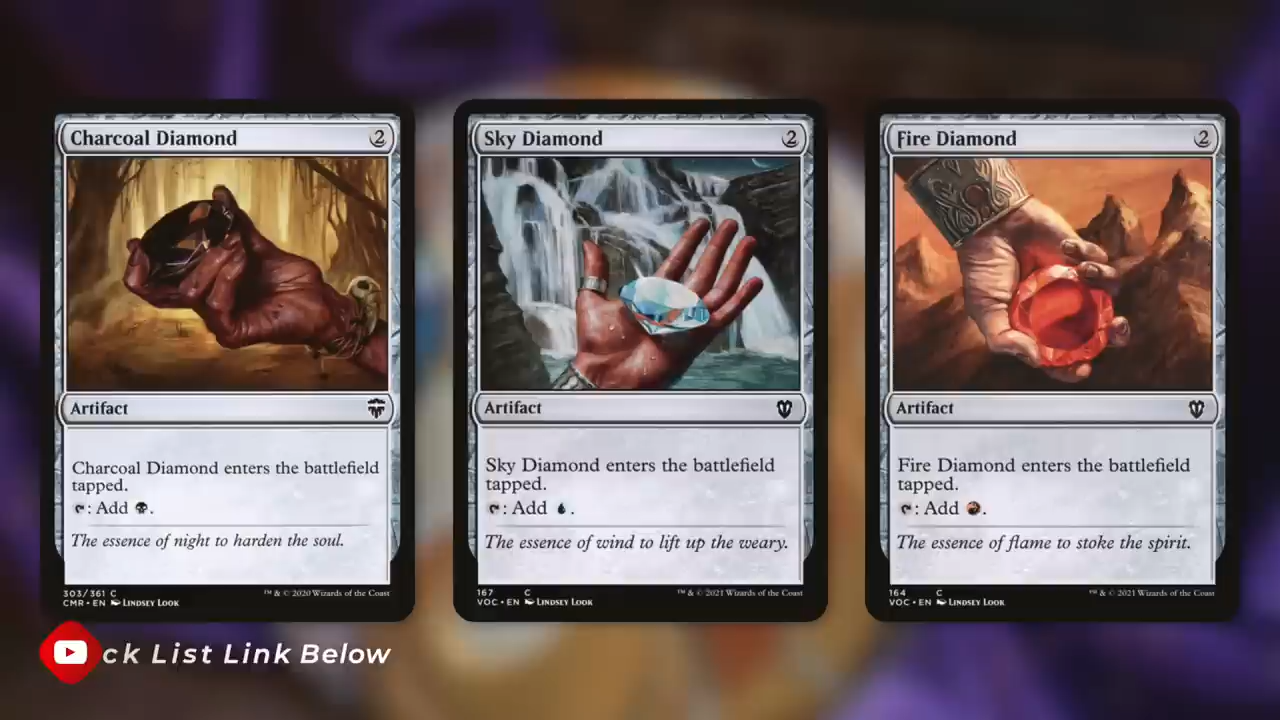 Charcoal Diamond 2
Artifact
Charcoal Diamond enters the battlefield
tapped.
: Add .
The essence of night to harden the soul.
303/361 C
CMR • EN LINDSEY LOOK
™ & © 2020 Wizards of the Coast
Sky Diamond 2
Artifact
Sky Diamond enters the battlefield
tapped.
: Add .
The essence of wind to lift up the weary.
167 C
VOC • EN LINDSEY LOOK
™ & © 2021 Wizards of the Coast
Fire Diamond 2
Artifact
Fire Diamond enters the battlefield
tapped.
: Add .
The essence of flame to stoke the spirit.
164 C
VOC • EN LINDSEY LOOK
™ & © 2021 Wizards of the Coast
ck List Link Below